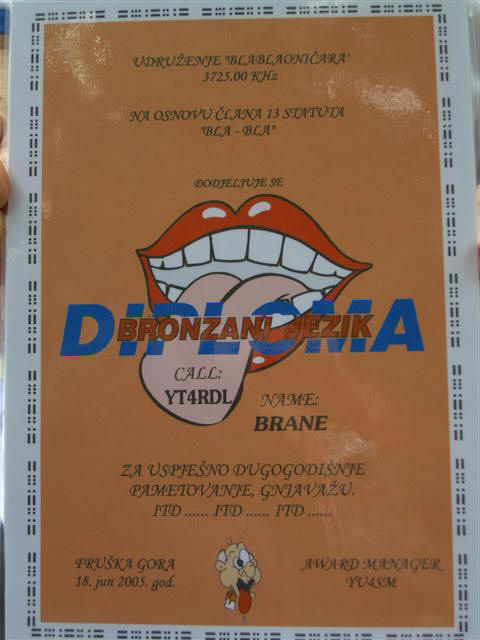 UDRUŽENJE 'BLABLAONIČARA'
3725.00 KHz
NA OSNOVU ČLANA 13 STATUTA
"BLA - BLA"
DODJELJUJE SE
DIPLOMA
BRONZANI JEZIK
CALL:
YT4RDL
NAME:
BRANE
ZA USPJEŠNO DUGOGODIŠNJE
PAMETOVANJE, GNJAVAŽU.
ITD ...... ITD ...... ITD ......
FRUŠKA GORA
18. jun 2005. god.
AWARD MANAGER
YU4SM